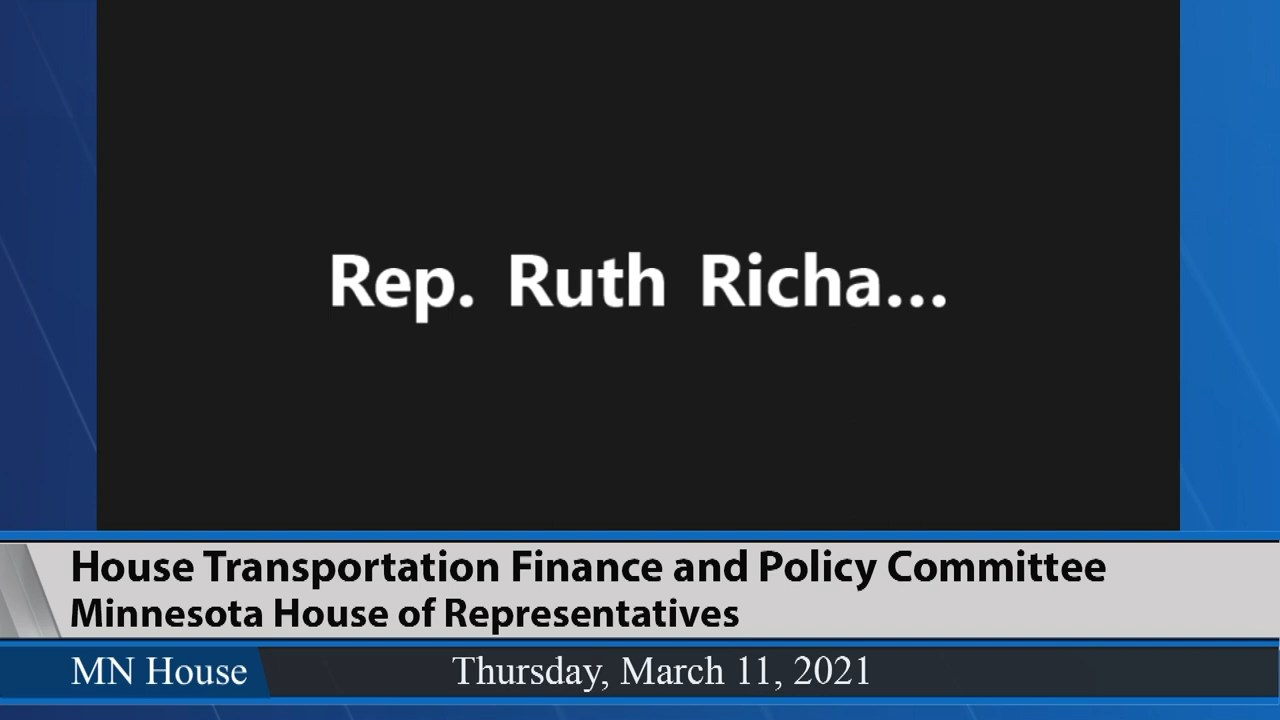 Rep. Ruth Richa...
House Transportation Finance and Policy Committee
Minnesota House of Representatives
MN House
Thursday, March 11, 2021